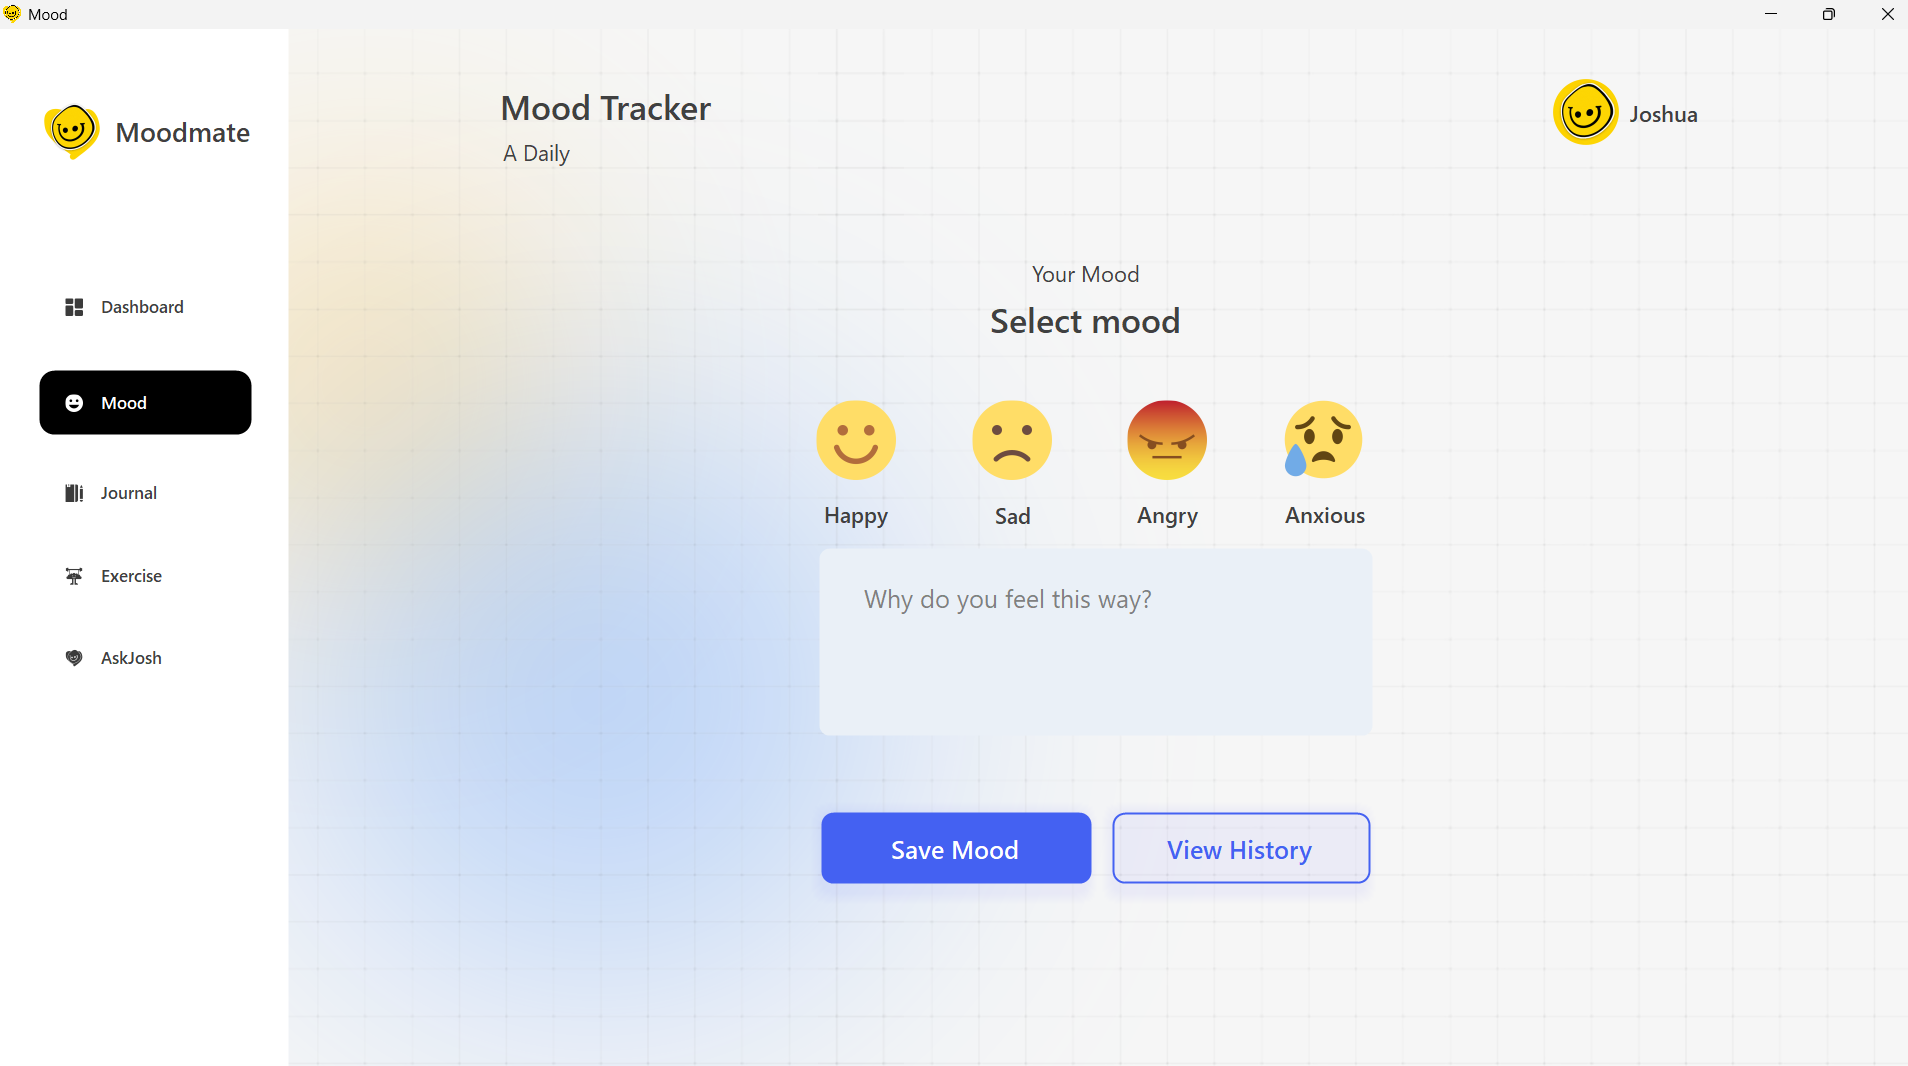 Mood
Moodmate
Dashboard
Mood
Journal
Exercise
AskJosh
Mood Tracker
A Daily
Joshua
Your Mood
Select mood
Happy
Sad
Angry
Anxious
Why do you feel this way?
Save Mood
View History